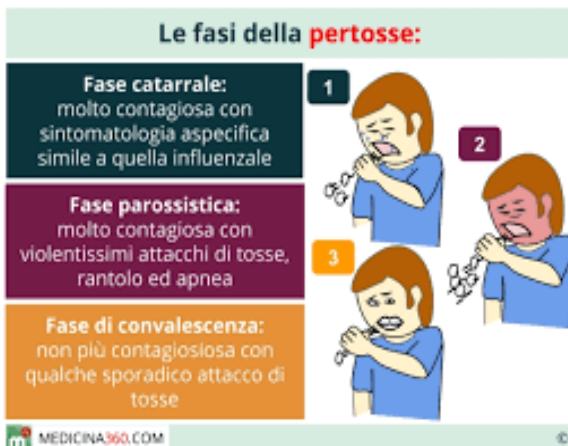 Le fasi della pertosse:
Fase catarrale:
molto contagiosa con
sintomatologia aspecifica
simile a quella influenzale
1
2
Fase parossistica:
molto contagiosa con
violentissimi attacchi di tosse,
rantolo ed apnea
3
Fase di convalescenza:
non più contagiosiosa con
qualche sporadico attacco di
tosse
MEDICINA360.COM
©